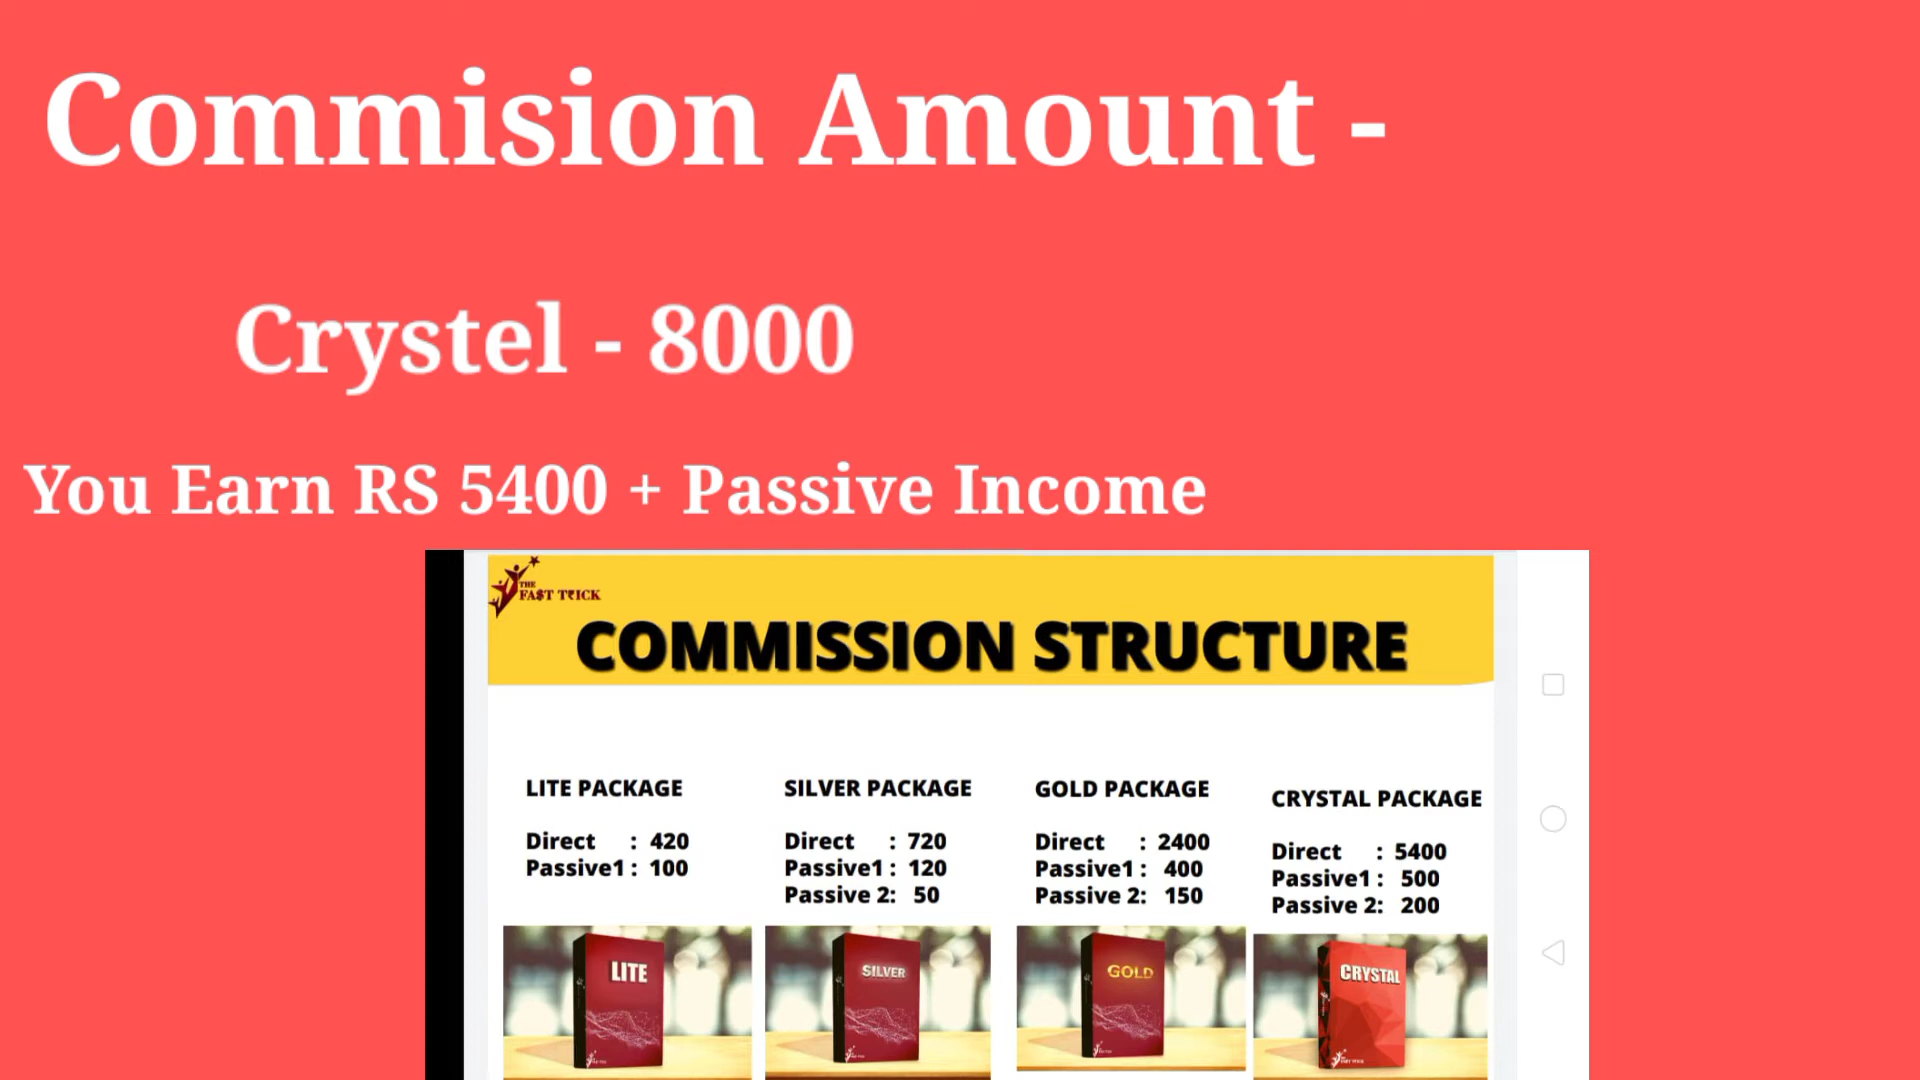 Commision Amount -
Crystel - 8000
You Earn RS 5400 + Passive Income
THE
FA$T T₹ICK
COMMISSION STRUCTURE
LITE PACKAGE
Direct : 420
Passive1 : 100
SILVER PACKAGE
Direct : 720
Passive1 : 120
Passive 2: 50
GOLD PACKAGE
Direct : 2400
Passive1 : 400
Passive 2: 150
CRYSTAL PACKAGE
Direct : 5400
Passive1 : 500
Passive 2: 200
LITE
SILVER
GOLD
CRYSTAL